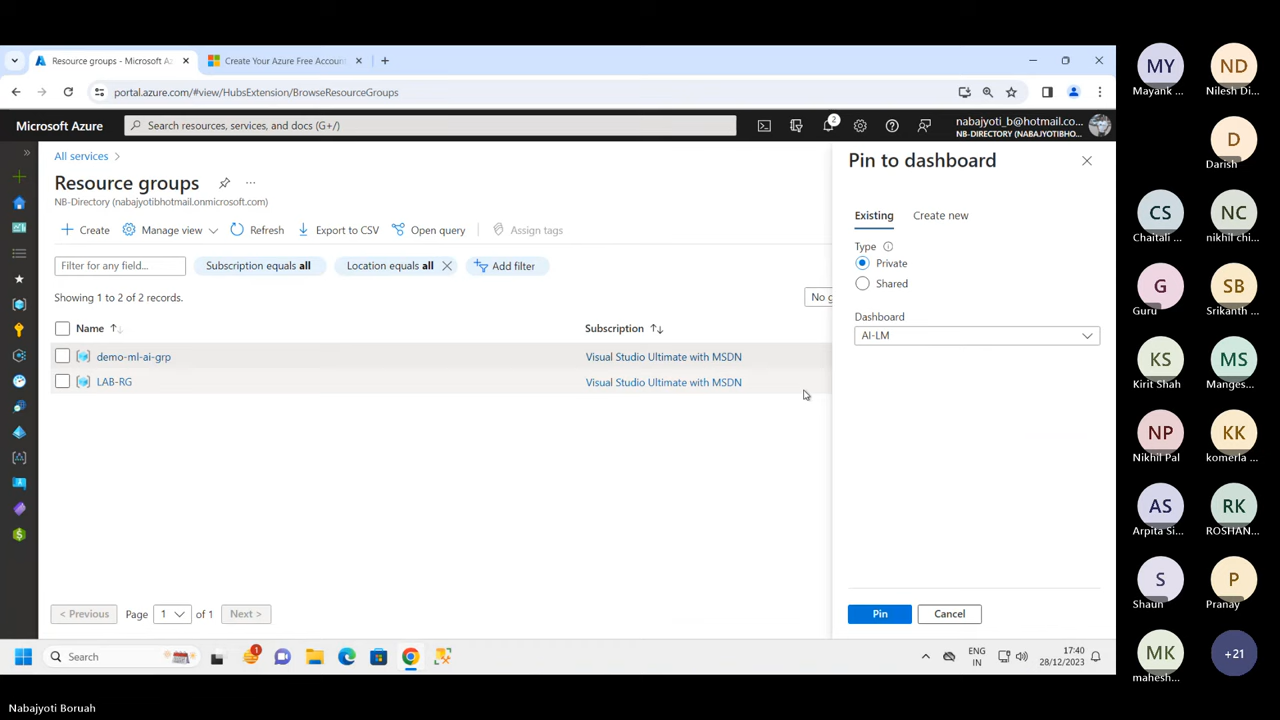 Resource groups - Microsoft Az
Create Your Azure Free Account
portal.azure.com/#view/HubsExtension/BrowseResourceGroups
Microsoft Azure
Search resources, services, and docs (G+/)
2
nabajyoti_b@hotmail.co...
NB-DIRECTORY (NABAJYOTIBHO...
All services
Resource groups
...
NB-Directory (nabajyotibhotmail.onmicrosoft.com)
Create
Manage view
Refresh
Export to CSV
Open query
Assign tags
Filter for any field...
Subscription equals all
Location equals all
Add filter
Showing 1 to 2 of 2 records.
No g
Name
Subscription
demo-ml-ai-grp
Visual Studio Ultimate with MSDN
LAB-RG
Visual Studio Ultimate with MSDN
< Previous
Page
1
of 1
Next >
Pin to dashboard
Existing
Create new
Type
Private
Shared
Dashboard
AI-LM
Pin
Cancel
Search
1
ENG
IN
17:40
28/12/2023
MY
Mayank ...
ND
Nilesh Di...
D
Darish
CS
Chaitali ...
NC
nikhil chi...
G
Guru
SB
Srikanth ...
KS
Kirit Shah
MS
Manges...
NP
Nikhil Pal
KK
komerla ...
AS
Arpita Si...
RK
ROSHAN...
S
Shaun
P
Pranay
MK
mahesh...
+21
Nabajyoti Boruah